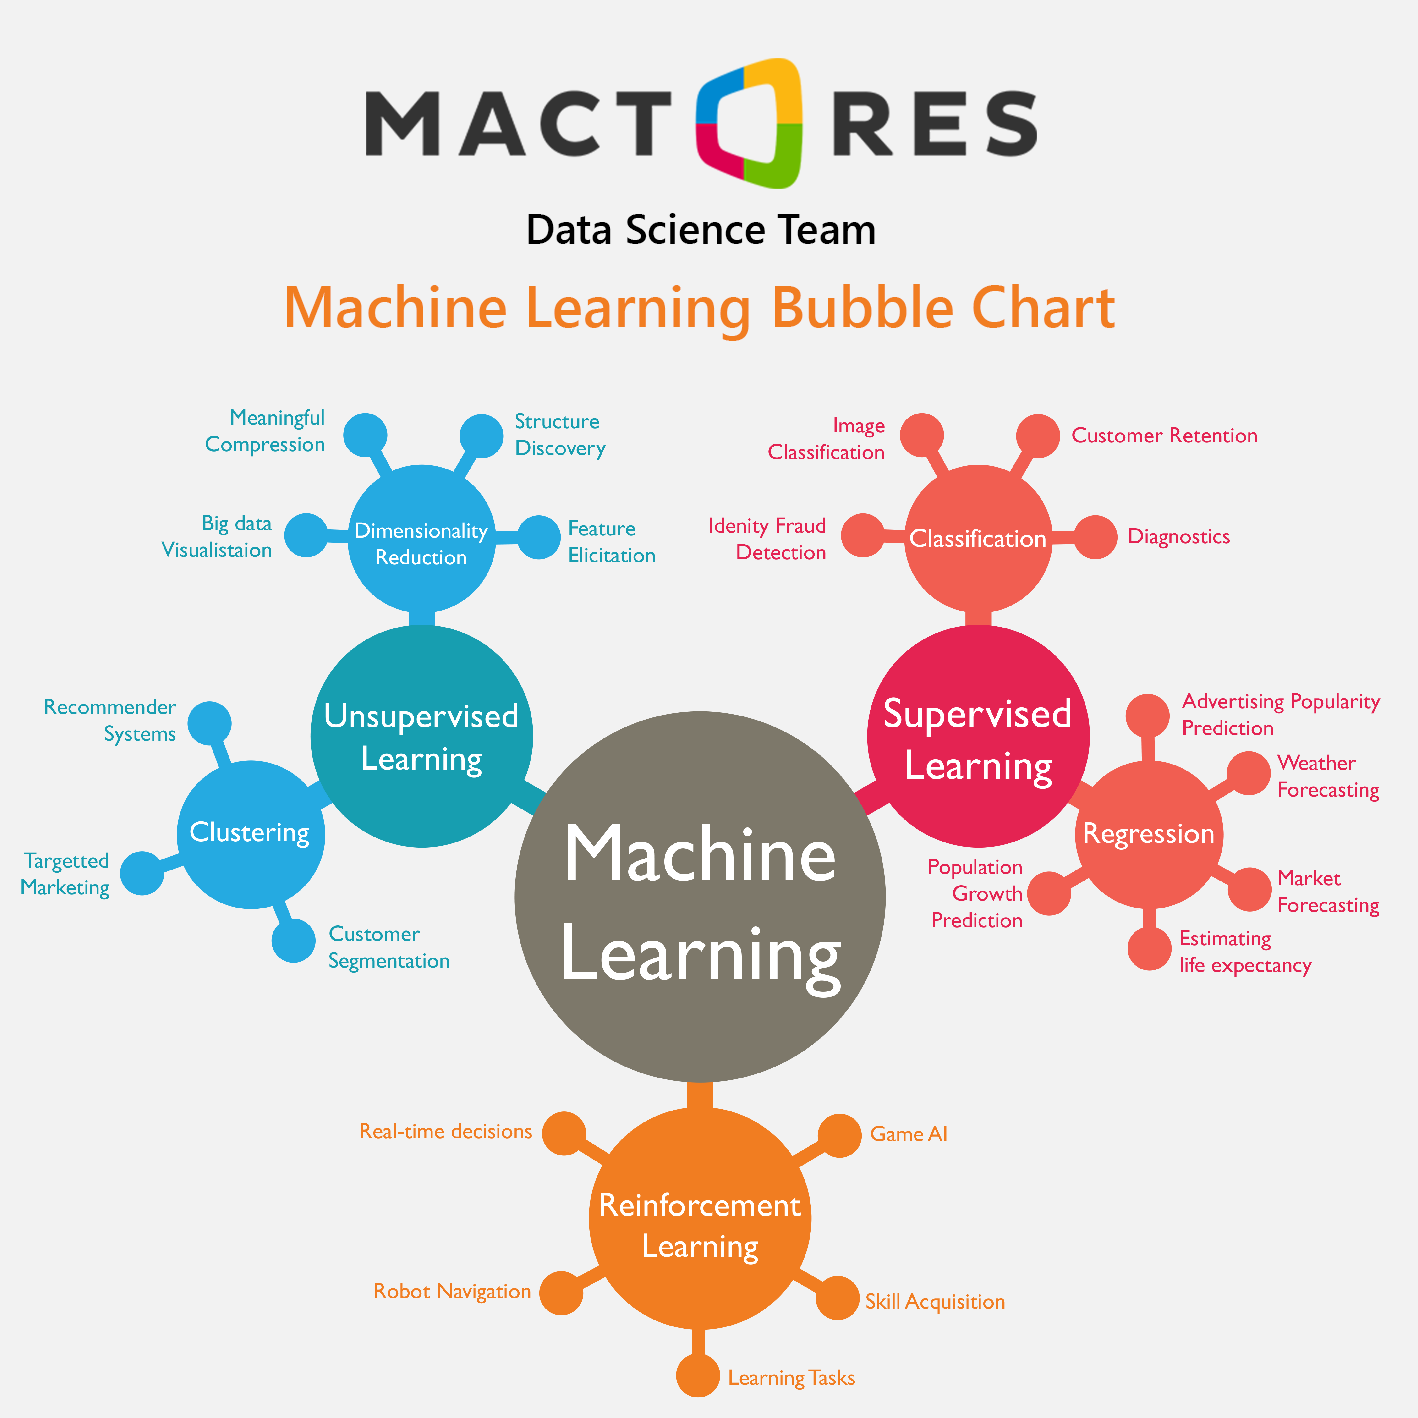 MACTORES
Data Science Team
Machine Learning Bubble Chart
Meaningful
Compression
Structure
Discovery
Big data
Visualistaion
Dimensionality
Reduction
Feature
Elicitation
Image
Classification
Customer Retention
Idenity Fraud
Detection
Classification
Diagnostics
Unsupervised
Learning
Recommender
Systems
Clustering
Targetted
Marketing
Customer
Segmentation
Supervised
Learning
Advertising Popularity
Prediction
Weather
Forecasting
Regression
Population
Growth
Prediction
Market
Forecasting
Estimating
life expectancy
Machine
Learning
Real-time decisions
Game AI
Reinforcement
Learning
Robot Navigation
Skill Acquisition
Learning Tasks